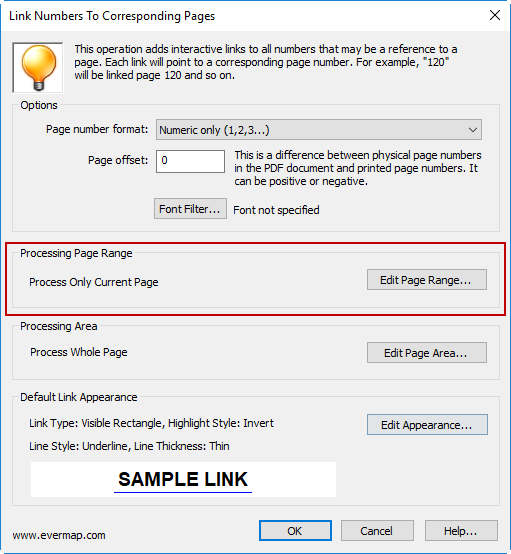 Link Numbers To Corresponding Pages
This operation adds interactive links to all numbers that may be a reference to a
page. Each link will point to a corresponding page number. For example, "120"
will be linked page 120 and so on.
Options
Page number format: Numeric only (1,2,3...)
Page offset: 0
This is a difference between physical page numbers
in the PDF document and printed page numbers. It
can be positive or negative.
Font Filter... Font not specified
Processing Page Range
Process Only Current Page Edit Page Range...
Processing Area
Process Whole Page Edit Page Area...
Default Link Appearance
Link Type: Visible Rectangle, Highlight Style: Invert Edit Appearance...
Line Style: Underline, Line Thickness: Thin
SAMPLE LINK
www.evermap.com OK Cancel Help...